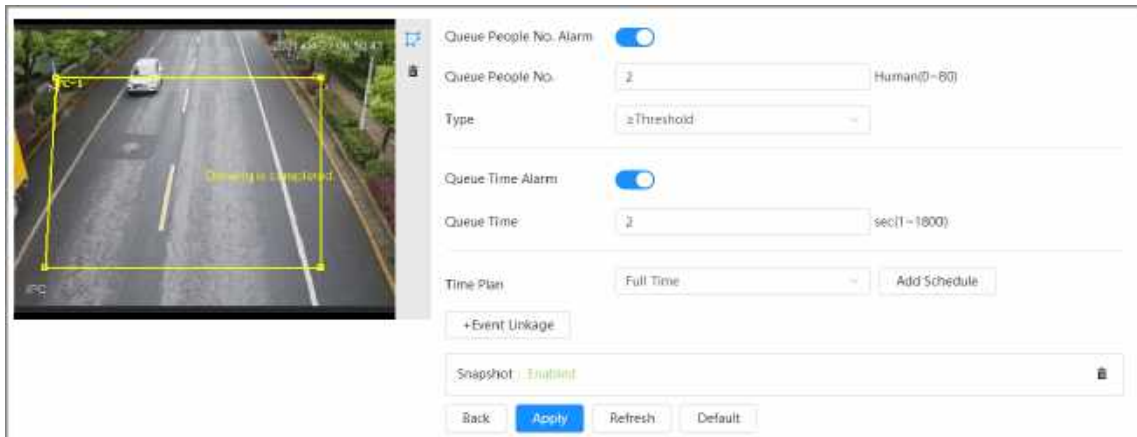 Queue People No. Alarm
Queue People No.
2
Human(0~80)
Type
≥Threshold
Drawing is completed.
Queue Time Alarm
Queue Time
2
sec(1~1800)
IPC
Time Plan
Full Time
Add Schedule
+Event Linkage
Snapshot : Enabled
Back
Apply
Refresh
Default